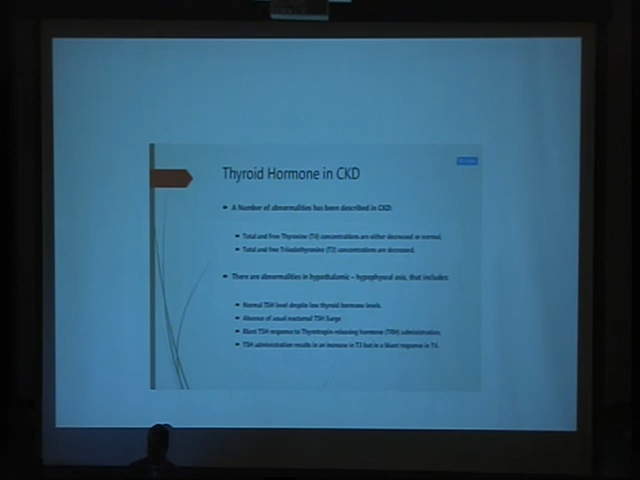 Thyroid Hormone in CKD
A Number of abnormalities has been described in CKD:
Total and Free Thyroxine (T4) concentrations are either decreased or normal.
Total and free Triiodothyronine (T3) concentrations are decreased.
There are abnormalities in hypothalamic – hypophyseal axis, that includes:
Normal TSH level despite low thyroid hormone levels.
Absence of usual nocturnal TSH Surge
Blunt TSH response to Thyrotropin-releasing hormone (TRH) administration.
TSH administration results in an increase in T3 but in a blunt response in T4.